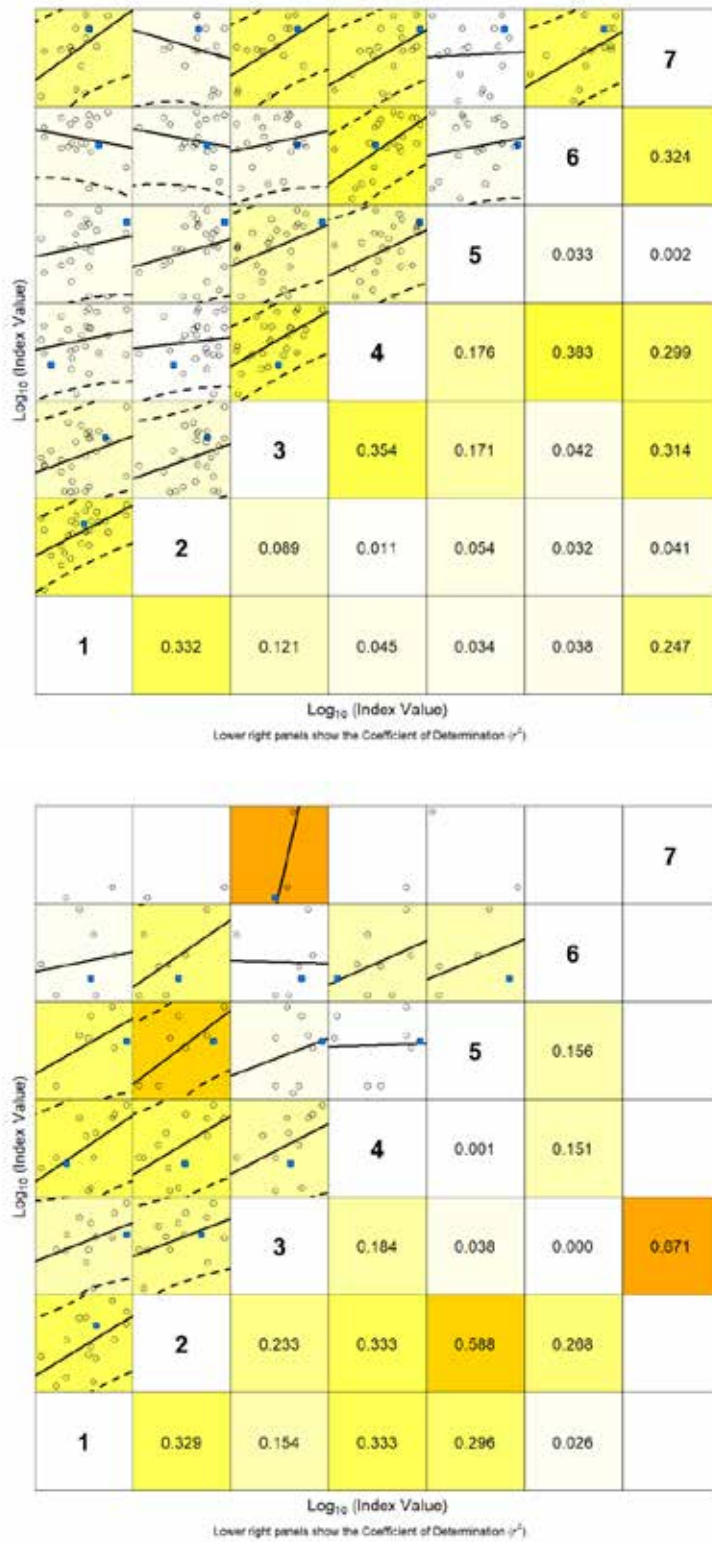 7
6
0.324
5
0.033 0.002
4
0.176 0.383 0.299
3
0.354 0.171 0.042 0.314
2
0.089 0.011 0.054 0.032 0.041
1
0.332 0.121 0.045 0.034 0.038 0.247
Log10 (Index Value)
Log10 (Index Value)
Lower right panels show the Coefficient of Determination (r²)
7
6
5
0.156
4
0.001 0.151
3
0.184 0.038 0.000 0.671
2
0.233 0.333 0.588 0.268
1
0.329 0.154 0.333 0.296 0.026
Log10 (Index Value)
Log10 (Index Value)
Lower right panels show the Coefficient of Determination (r²)